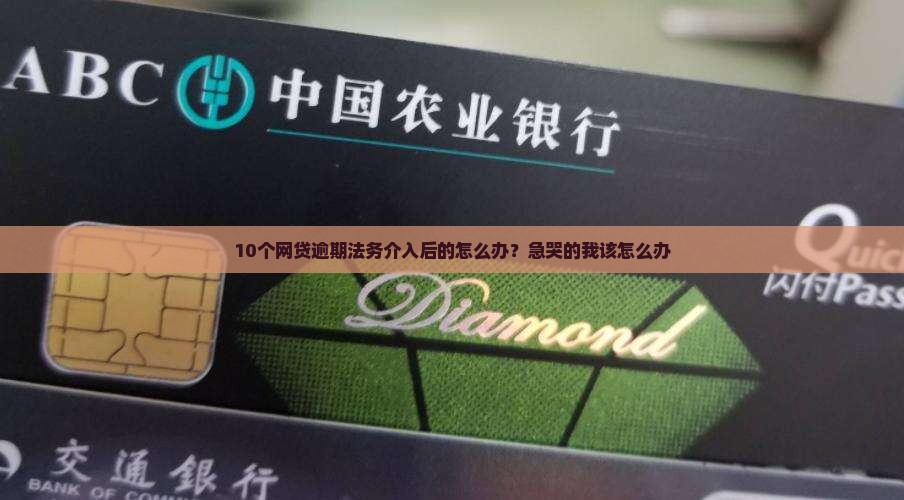 ABC 中国农业银行
Quic
10个网贷逾期法务介入后的怎么办？急哭的我该怎么办
闪付Pass
Diamond
交通銀行
BANK OF COM